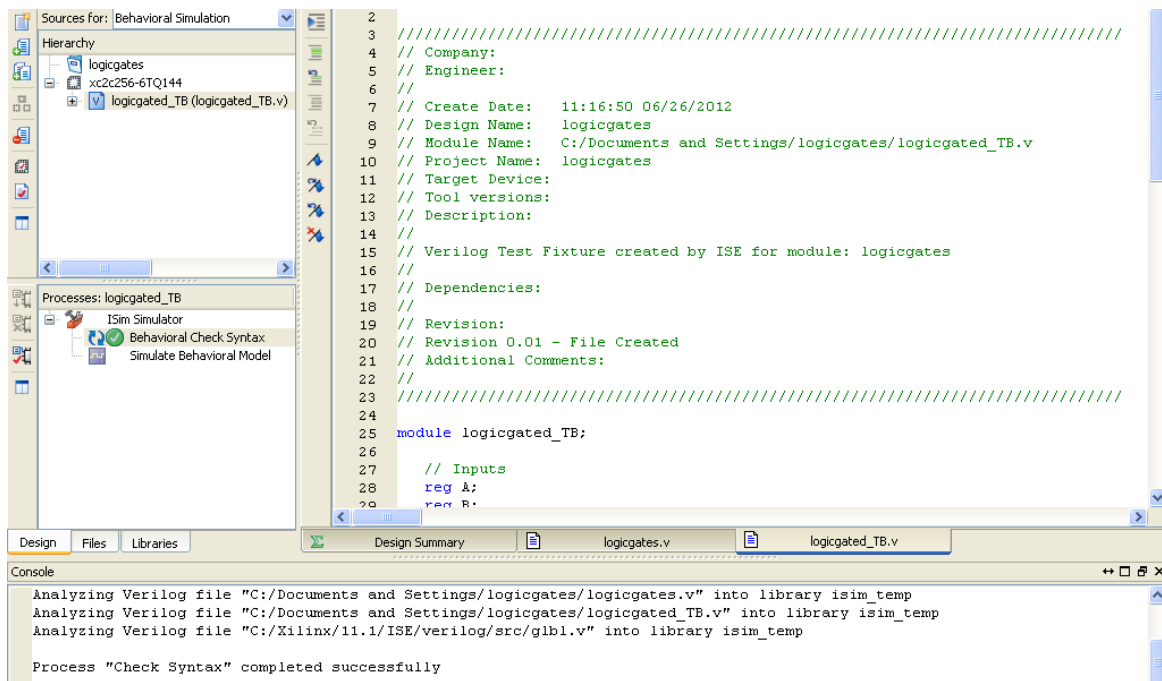 Sources for: Behavioral Simulation
Hierarchy
logicgates
xc2c256-6TQ144
logicgated_TB (logicgated_TB.v)
Processes: logicgated_TB
ISim Simulator
Behavioral Check Syntax
Simulate Behavioral Model
Design Files Libraries
2
3 ////////////////////////////////////////////////////////////////////////////////
4 // Company:
5 // Engineer:
6 //
7 // Create Date:   11:16:50 06/26/2012
8 // Design Name:   logicgates
9 // Module Name:   C:/Documents and Settings/logicgates/logicgated_TB.v
10 // Project Name:  logicgates
11 // Target Device:
12 // Tool versions:
13 // Description:
14 //
15 // Verilog Test Fixture created by ISE for module: logicgates
16 //
17 // Dependencies:
18 //
19 // Revision:
20 // Revision 0.01 - File Created
21 // Additional Comments:
22 //
23 ////////////////////////////////////////////////////////////////////////////////
24
25 module logicgated_TB;
26
27 // Inputs
28 reg A;
29 reg B;
Design Summary logicgates.v logicgated_TB.v
Console
Analyzing Verilog file "C:/Documents and Settings/logicgates/logicgates.v" into library isim_temp
Analyzing Verilog file "C:/Documents and Settings/logicgates/logicgated_TB.v" into library isim_temp
Analyzing Verilog file "C:/Xilinx/11.1/ISE/verilog/src/glbl.v" into library isim_temp
Process "Check Syntax" completed successfully